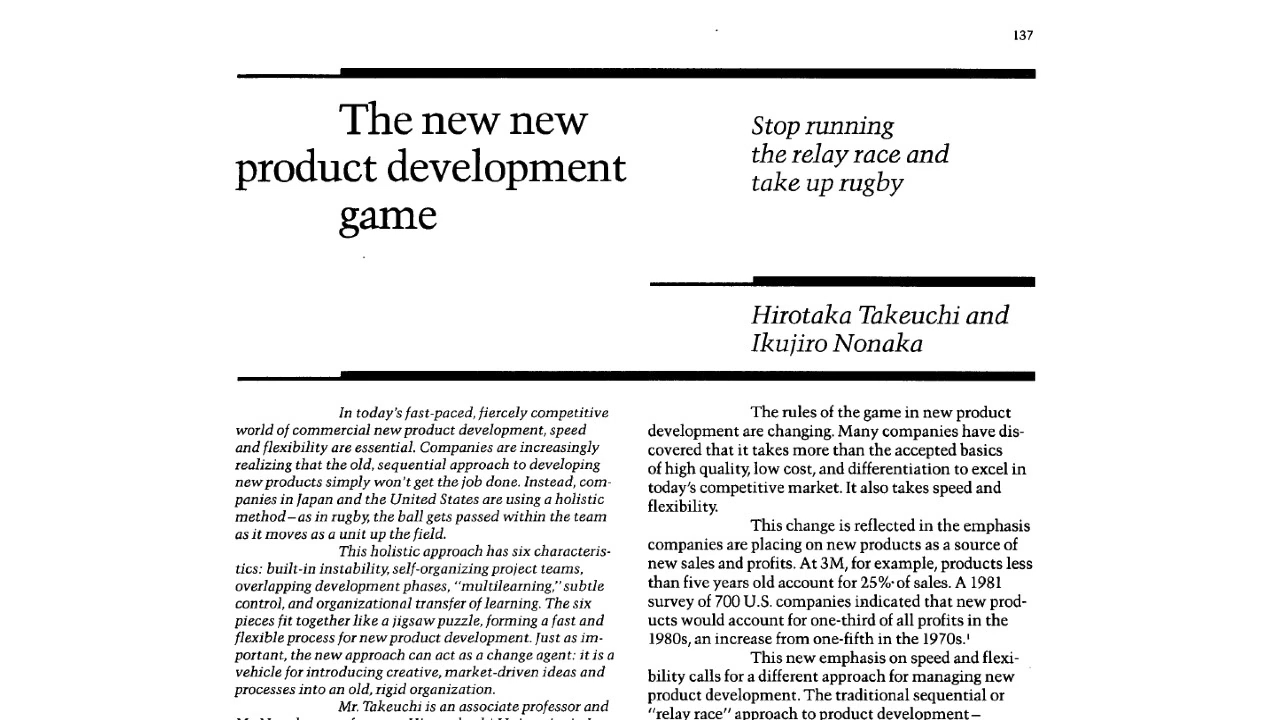 137
The new new
product development
game
Stop running
the relay race and
take up rugby
Hirotaka Takeuchi and
Ikujiro Nonaka
In today's fast-paced, fiercely competitive
world of commercial new product development, speed
and flexibility are essential. Companies are increasingly
realizing that the old, sequential approach to developing
new products simply won't get the job done. Instead, com-
panies in Japan and the United States are using a holistic
method–as in rugby, the ball gets passed within the team
as it moves as a unit up the field.
This holistic approach has six characteris-
tics: built-in instability, self-organizing project teams,
overlapping development phases, "multilearning," subtle
control, and organizational transfer of learning. The six
pieces fit together like a jigsaw puzzle, forming a fast and
flexible process for new product development. Just as im-
portant, the new approach can act as a change agent: it is a
vehicle for introducing creative, market-driven ideas and
processes into an old, rigid organization.
Mr. Takeuchi is an associate professor and
The rules of the game in new product
development are changing. Many companies have dis-
covered that it takes more than the accepted basics
of high quality, low cost, and differentiation to excel in
today's competitive market. It also takes speed and
flexibility.
This change is reflected in the emphasis
companies are placing on new products as a source of
new sales and profits. At 3M, for example, products less
than five years old account for 25% of sales. A 1981
survey of 700 U.S. companies indicated that new prod-
ucts would account for one-third of all profits in the
1980s, an increase from one-fifth in the 1970s.¹
This new emphasis on speed and flexi-
bility calls for a different approach for managing new
product development. The traditional sequential or
"relay race" approach to product development–